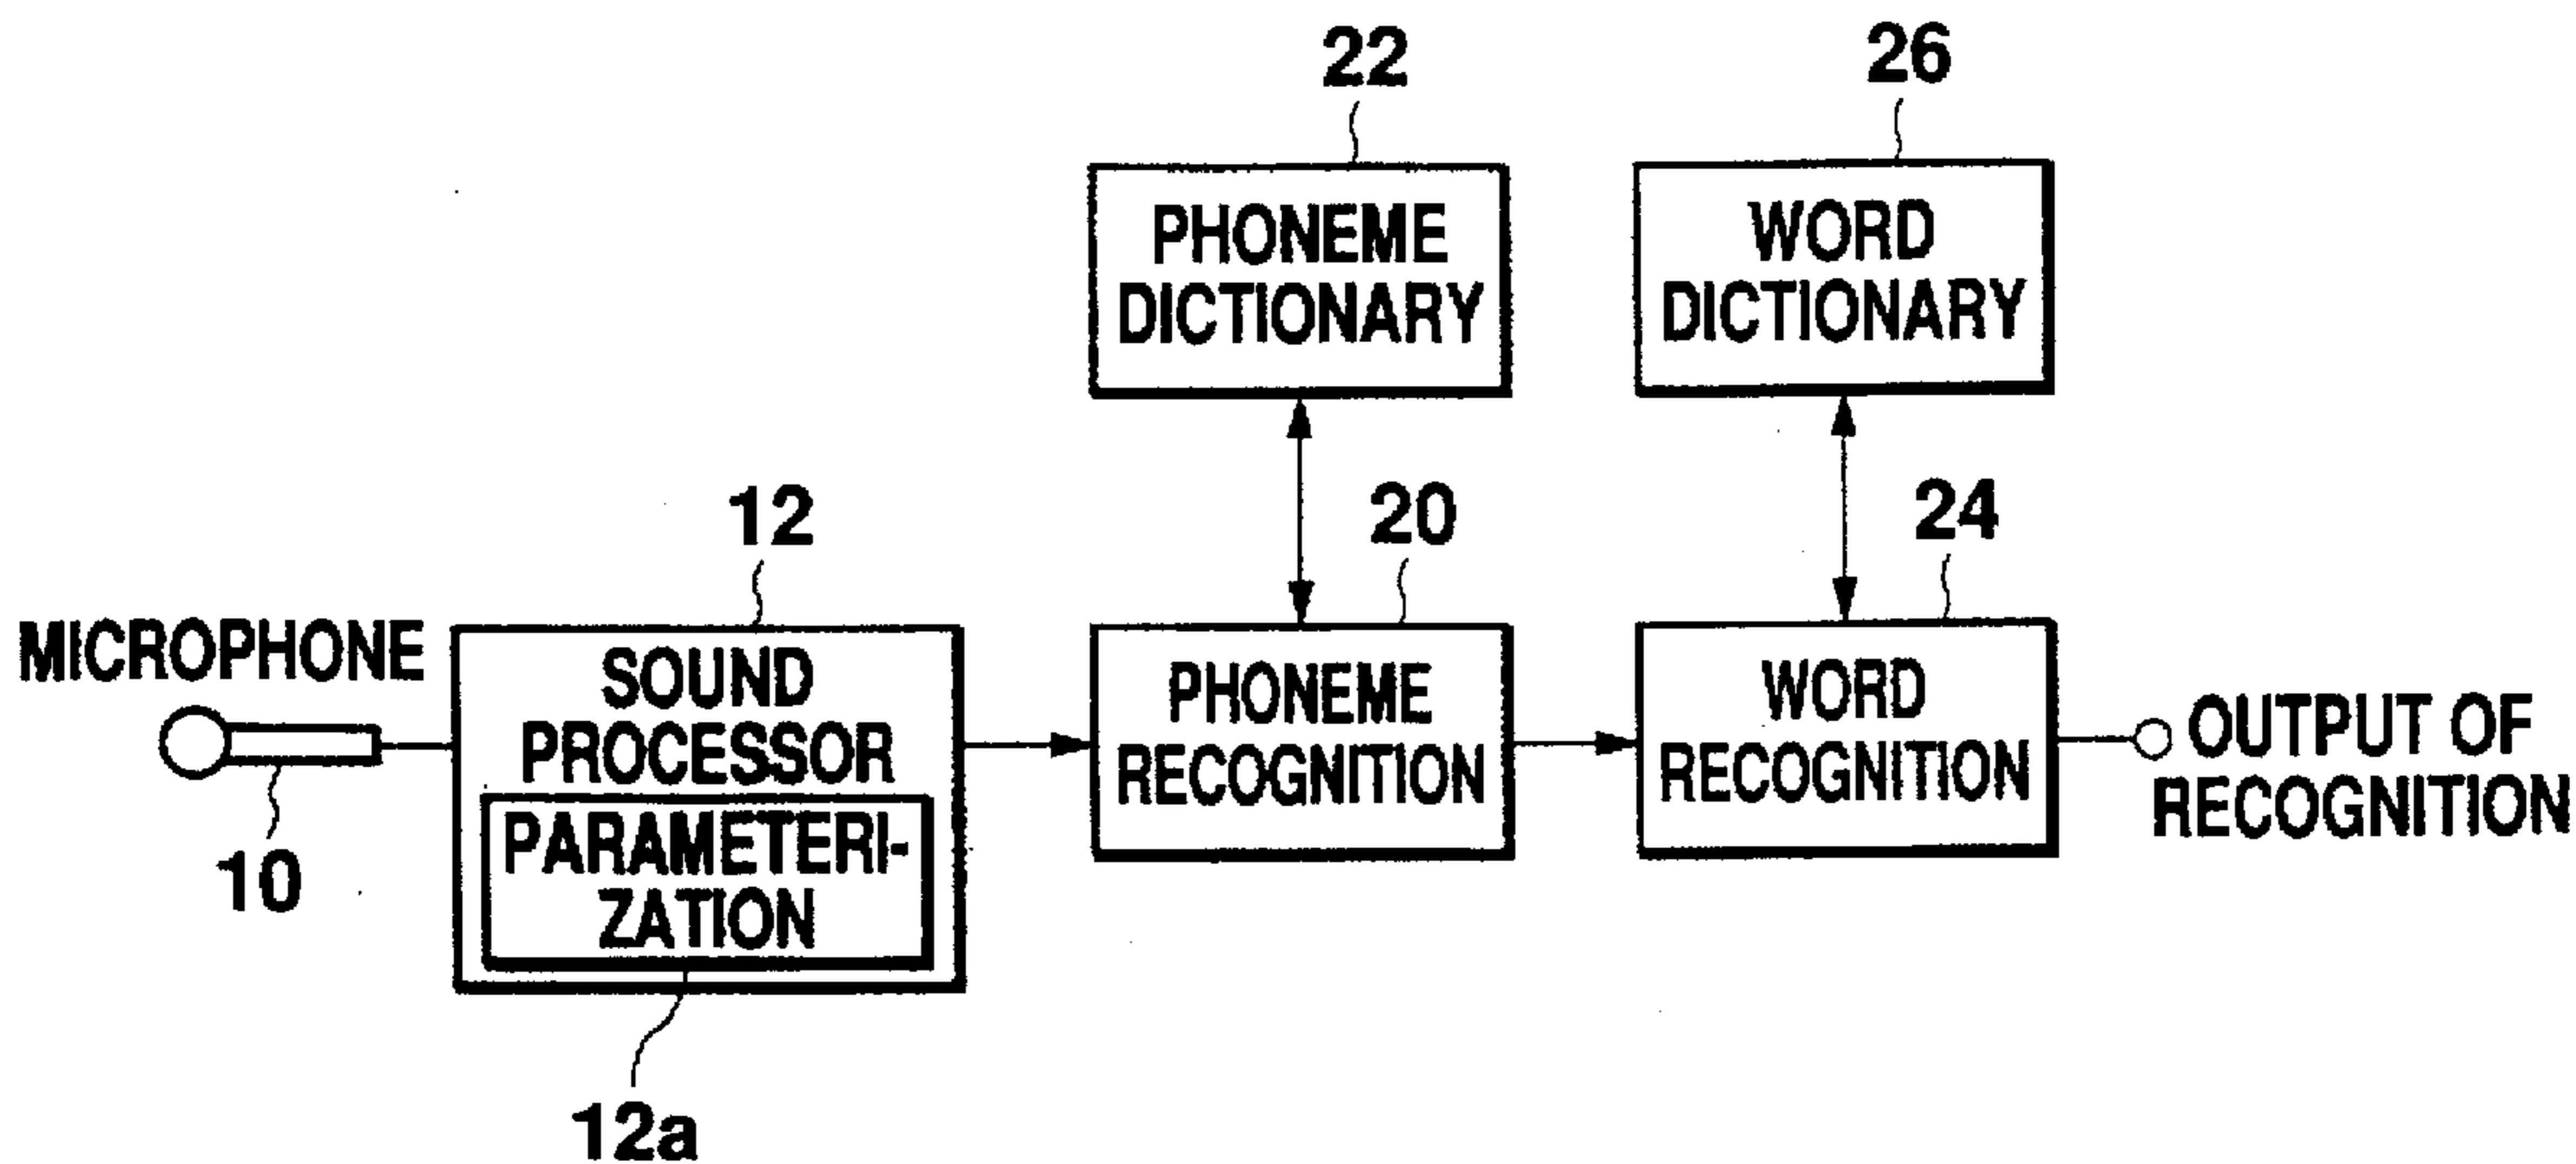 22
26
PHONEME
DICTIONARY
WORD
DICTIONARY
12
20
24
MICROPHONE
SOUND
PROCESSOR
PARAMETERI-
ZATION
PHONEME
RECOGNITION
WORD
RECOGNITION
OUTPUT OF
RECOGNITION
10
12a